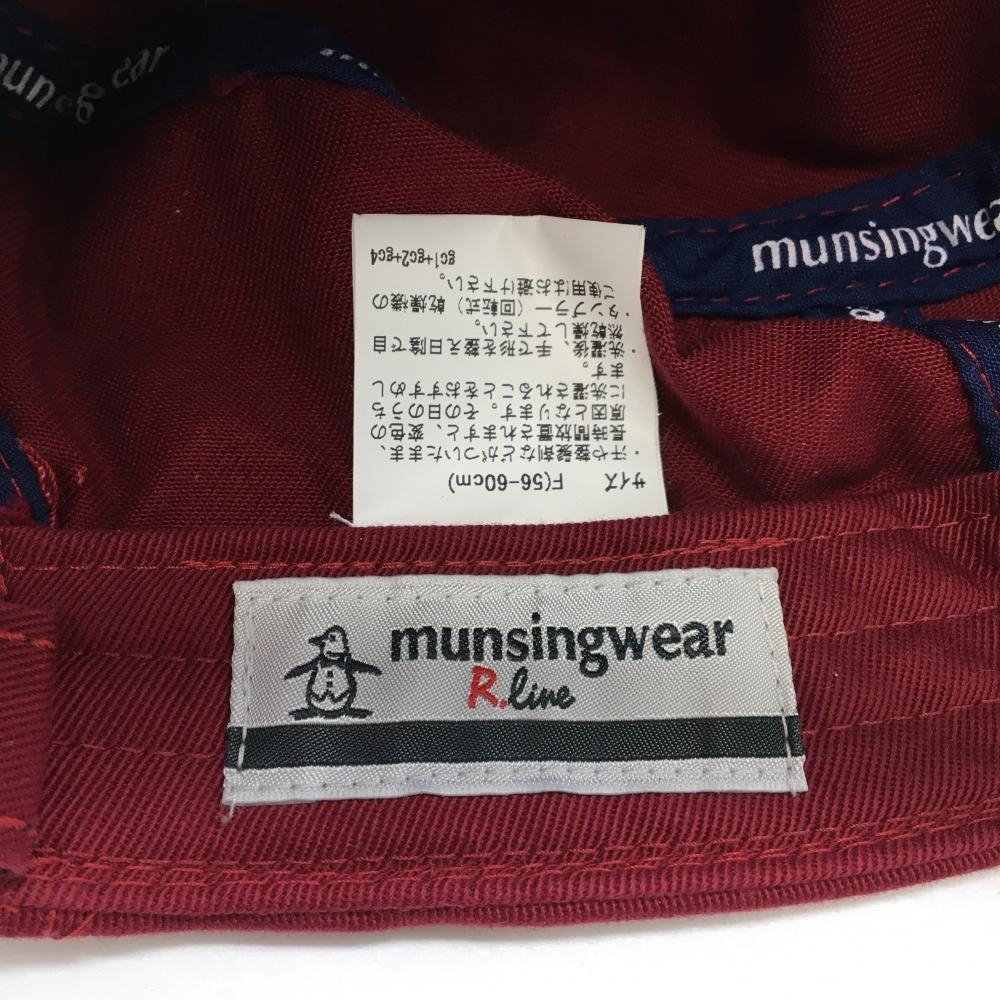 munsingwear
munsingwea
サイズ F(56-60cm)
・汗や整髪剤などがついたまま、
長時間放置されますと、変色の
原因となります。その日のうち
に洗濯されることをおすすめし
ます。
・洗濯後、手で形を整え日陰で自
然乾燥して下さい。
・タンブラー（回転式）乾燥機の
ご使用はお避け下さい。
gc1+gc2+gc4
munsingwear
R.line